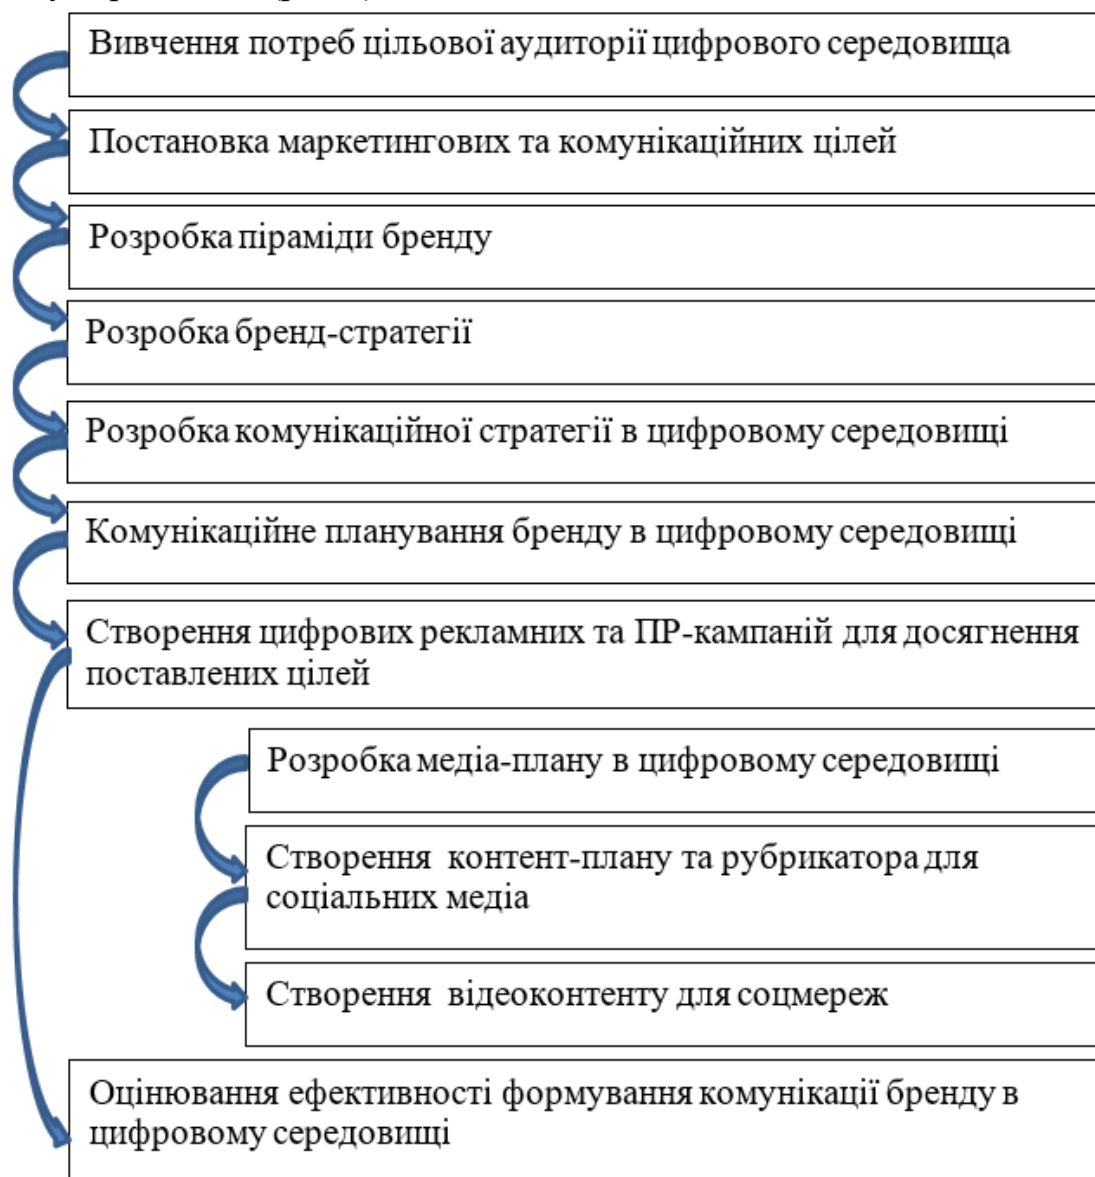 Вивчення потреб цільової аудиторії цифрового середовища
Постановка маркетингових та комунікаційних цілей
Розробка піраміди бренду
Розробка бренд-стратегії
Розробка комунікаційної стратегії в цифровому середовищі
Комунікаційне планування бренду в цифровому середовищі
Створення цифрових рекламних та ПР-кампаній для досягнення
поставлених цілей
Розробка медіа-плану в цифровому середовищі
Створення контент-плану та рубрикатора для
соціальних медіа
Створення відеоконтенту для соцмереж
Оцінювання ефективності формування комунікації бренду в
цифровому середовищі